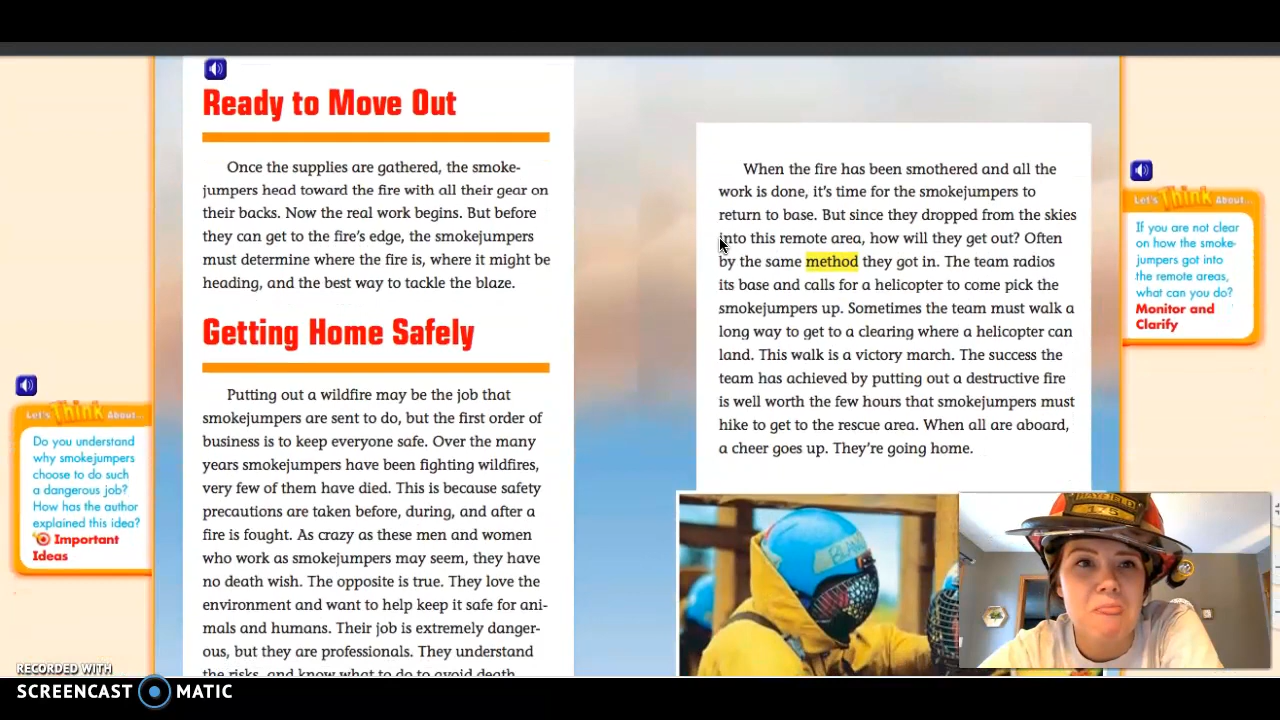 Ready to Move Out
Once the supplies are gathered, the smoke-
jumpers head toward the fire with all their gear on
their backs. Now the real work begins. But before
they can get to the fire's edge, the smokejumpers
must determine where the fire is, where it might be
heading, and the best way to tackle the blaze.
Getting Home Safely
Putting out a wildfire may be the job that
smokejumpers are sent to do, but the first order of
business is to keep everyone safe. Over the many
years smokejumpers have been fighting wildfires,
very few of them have died. This is because safety
precautions are taken before, during, and after a
fire is fought. As crazy as these men and women
who work as smokejumpers may seem, they have
no death wish. The opposite is true. They love the
environment and want to help keep it safe for ani-
mals and humans. Their job is extremely danger-
ous, but they are professionals. They understand
the risks, and know what to do to avoid death
Let's Think About...
Do you understand
why smokejumpers
choose to do such
a dangerous job?
How has the author
explained this idea?
Important
Ideas
When the fire has been smothered and all the
work is done, it's time for the smokejumpers to
return to base. But since they dropped from the skies
into this remote area, how will they get out? Often
by the same method they got in. The team radios
its base and calls for a helicopter to come pick the
smokejumpers up. Sometimes the team must walk a
long way to get to a clearing where a helicopter can
land. This walk is a victory march. The success the
team has achieved by putting out a destructive fire
is well worth the few hours that smokejumpers must
hike to get to the rescue area. When all are aboard,
a cheer goes up. They're going home.
Let's Think About...
If you are not clear
on how the smoke-
jumpers got into
the remote areas,
what can you do?
Monitor and
Clarify
BLAN
HATFIELD
175
RECORDED WITH
SCREENCAST MATIC